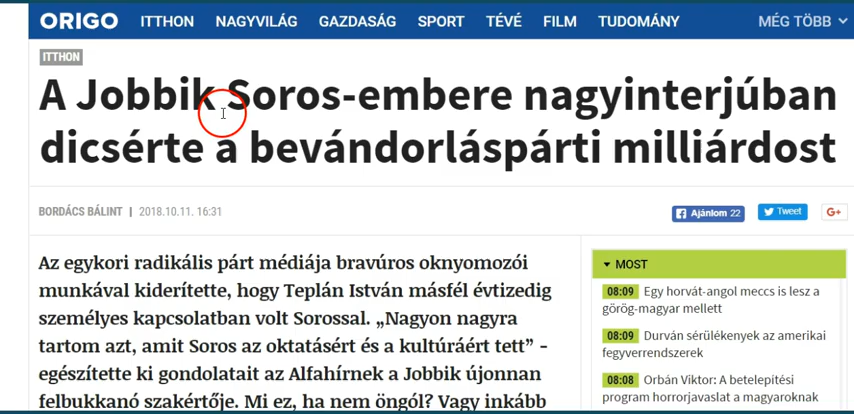 ORIGO ITTHON NAGYVILÁG GAZDASÁG SPORT TÉVÉ FILM TUDOMÁNY MÉG TÖBB
ITTHON
A Jobbik Soros-embere nagyinterjúban
dicsérte a bevándorláspárti milliárdost
BORDÁCS BÁLINT | 2018.10.11. 16:31
Ajánlom 22 Tweet G+
Az egykori radikális párt médiája bravúros oknyomozói
munkával kiderítette, hogy Teplán István másfél évtizedig
személyes kapcsolatban volt Sorossal. „Nagyon nagyra
tartom azt, amit Soros az oktatásért és a kultúráért tett” -
egészítette ki gondolatait az Alfahírnek a Jobbik újonnan
felbukkanó szakértője. Mi ez, ha nem öngól? Vagy inkább
MOST
08:09 Egy horvát-angol meccs is lesz a
görög-magyar mellett
08:09 Durván sérülékenyek az amerikai
fegyverrendszerek
08:08 Orbán Viktor: A betelepítési
program horrorjavaslat a magyaroknak